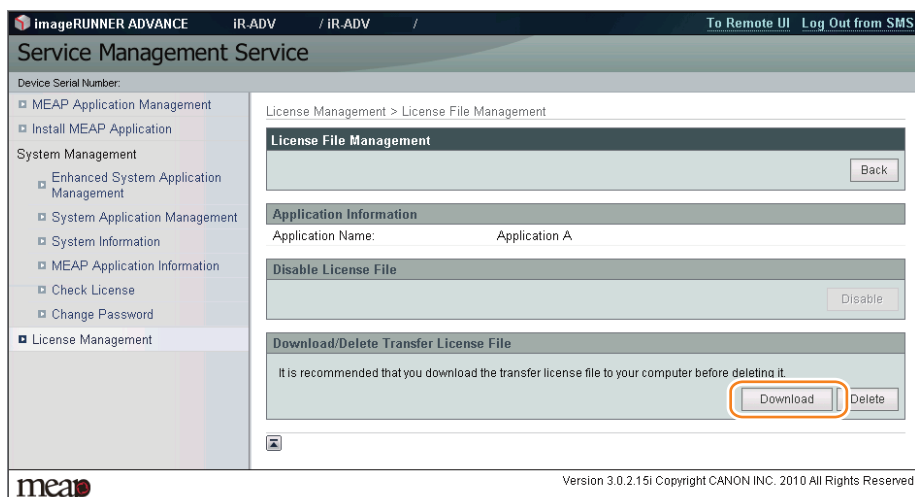 imageRUNNER ADVANCE iR-ADV / iR-ADV / To Remote UI Log Out from SMS
Service Management Service
Device Serial Number:
MEAP Application Management
Install MEAP Application
System Management
Enhanced System Application
Management
System Application Management
System Information
MEAP Application Information
Check License
Change Password
License Management
License Management > License File Management
License File Management
Back
Application Information
Application Name: Application A
Disable License File
Disable
Download/Delete Transfer License File
It is recommended that you download the transfer license file to your computer before deleting it.
Download Delete
meap
Version 3.0.2.15i Copyright CANON INC. 2010 All Rights Reserved